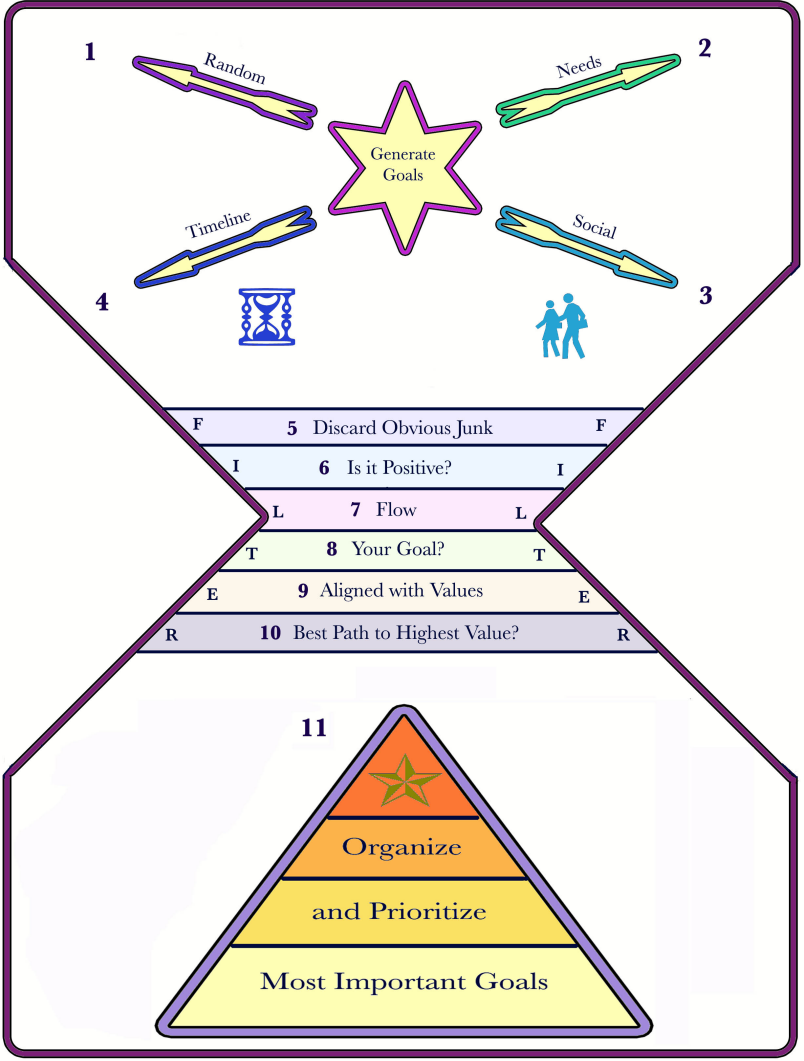 1
Random
Needs
2
Generate
Goals
Timeline
Social
4
3
F 5 Discard Obvious Junk F
I 6 Is it Positive? I
L 7 Flow L
T 8 Your Goal? T
E 9 Aligned with Values E
R 10 Best Path to Highest Value? R
11
Organize
and Prioritize
Most Important Goals